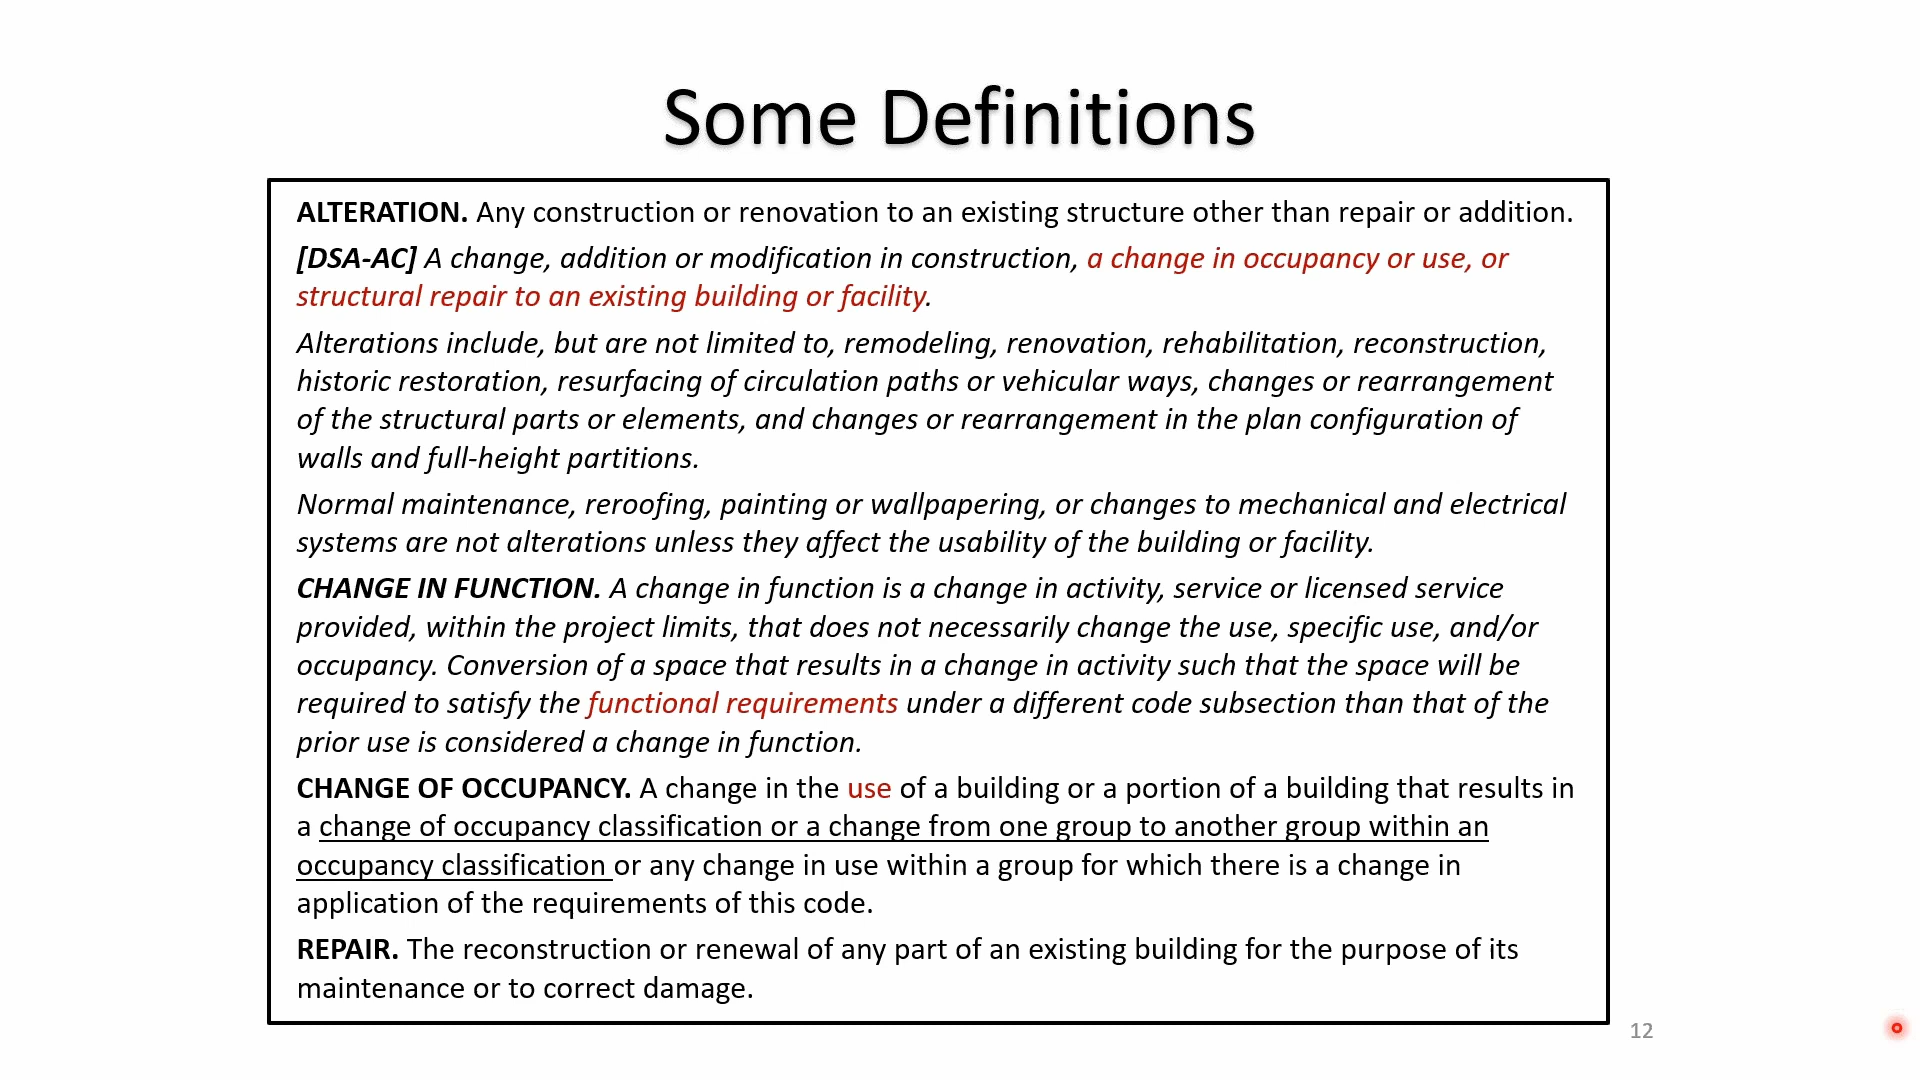 Some Definitions
ALTERATION. Any construction or renovation to an existing structure other than repair or addition.
[DSA-AC] A change, addition or modification in construction, a change in occupancy or use, or
structural repair to an existing building or facility.
Alterations include, but are not limited to, remodeling, renovation, rehabilitation, reconstruction,
historic restoration, resurfacing of circulation paths or vehicular ways, changes or rearrangement
of the structural parts or elements, and changes or rearrangement in the plan configuration of
walls and full-height partitions.
Normal maintenance, reroofing, painting or wallpapering, or changes to mechanical and electrical
systems are not alterations unless they affect the usability of the building or facility.
CHANGE IN FUNCTION. A change in function is a change in activity, service or licensed service
provided, within the project limits, that does not necessarily change the use, specific use, and/or
occupancy. Conversion of a space that results in a change in activity such that the space will be
required to satisfy the functional requirements under a different code subsection than that of the
prior use is considered a change in function.
CHANGE OF OCCUPANCY. A change in the use of a building or a portion of a building that results in
a change of occupancy classification or a change from one group to another group within an
occupancy classification or any change in use within a group for which there is a change in
application of the requirements of this code.
REPAIR. The reconstruction or renewal of any part of an existing building for the purpose of its
maintenance or to correct damage.
12